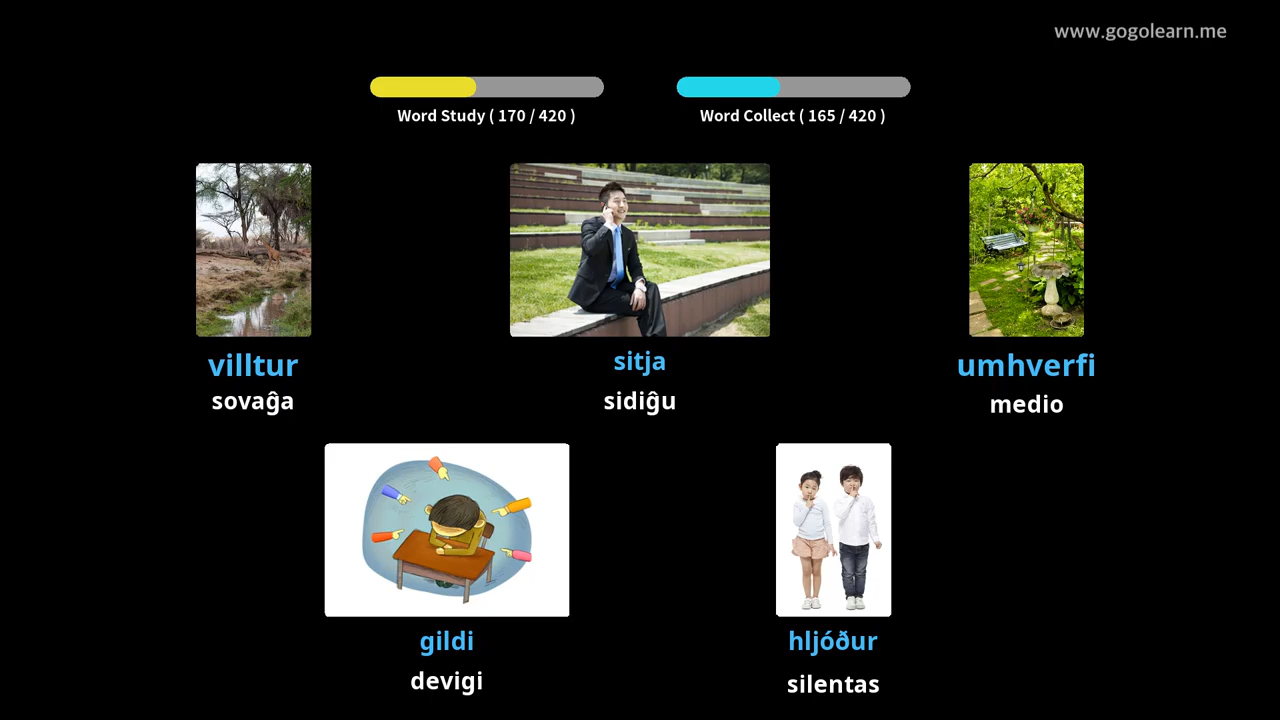 www.gogolearn.me
Word Study ( 170 / 420 )
Word Collect ( 165 / 420 )
villtur
sovaĝa
sitja
sidiĝu
umhverfi
medio
gildi
devigi
hljóður
silentas